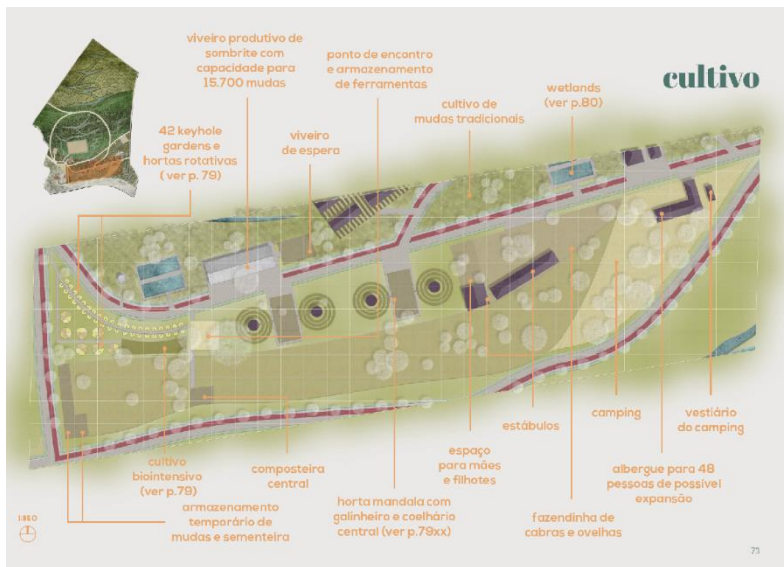 cultivo
viveiro produtivo de
sombrite com
capacidade para
15.700 mudas
ponto de encontro
e armazenamento
de ferramentas
wetlands
(ver p.80)
cultivo de
mudas tradicionais
42 keyhole
gardens e
hortas rotativas
( ver p. 79)
viveiro
de espera
cultivo
biointensivo
(ver p.79)
armazenamento
temporário de
mudas e sementeira
composteira
central
horta mandala com
galinheiro e coelhário
central (ver p.79xx)
espaço
para mães
e filhotes
estábulos
fazendinha de
cabras e ovelhas
camping
albergue para 48
pessoas de possível
expansão
vestiário
do camping
73